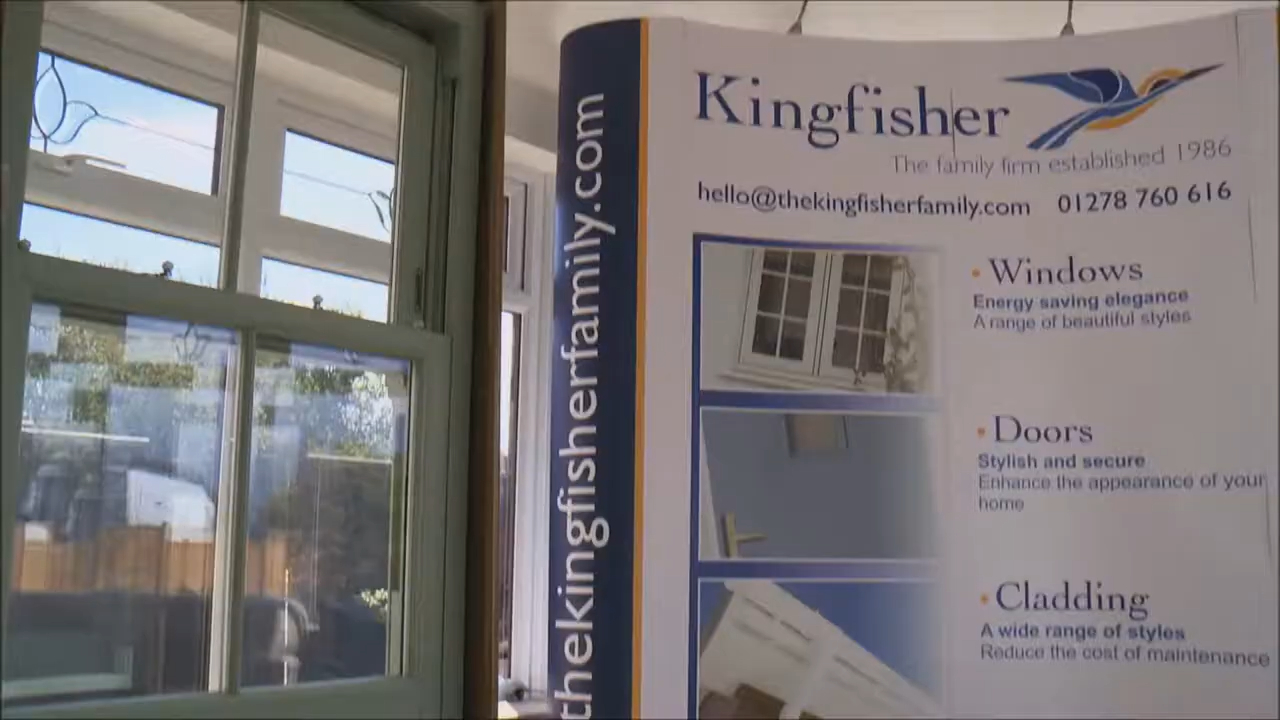 thekingfisherfamily.com
Kingfisher
The family firm established 1986
hello@thekingfisherfamily.com 01278 760 616
• Windows
Energy saving elegance
A range of beautiful styles
• Doors
Stylish and secure
Enhance the appearance of your
home
• Cladding
A wide range of styles
Reduce the cost of maintenance